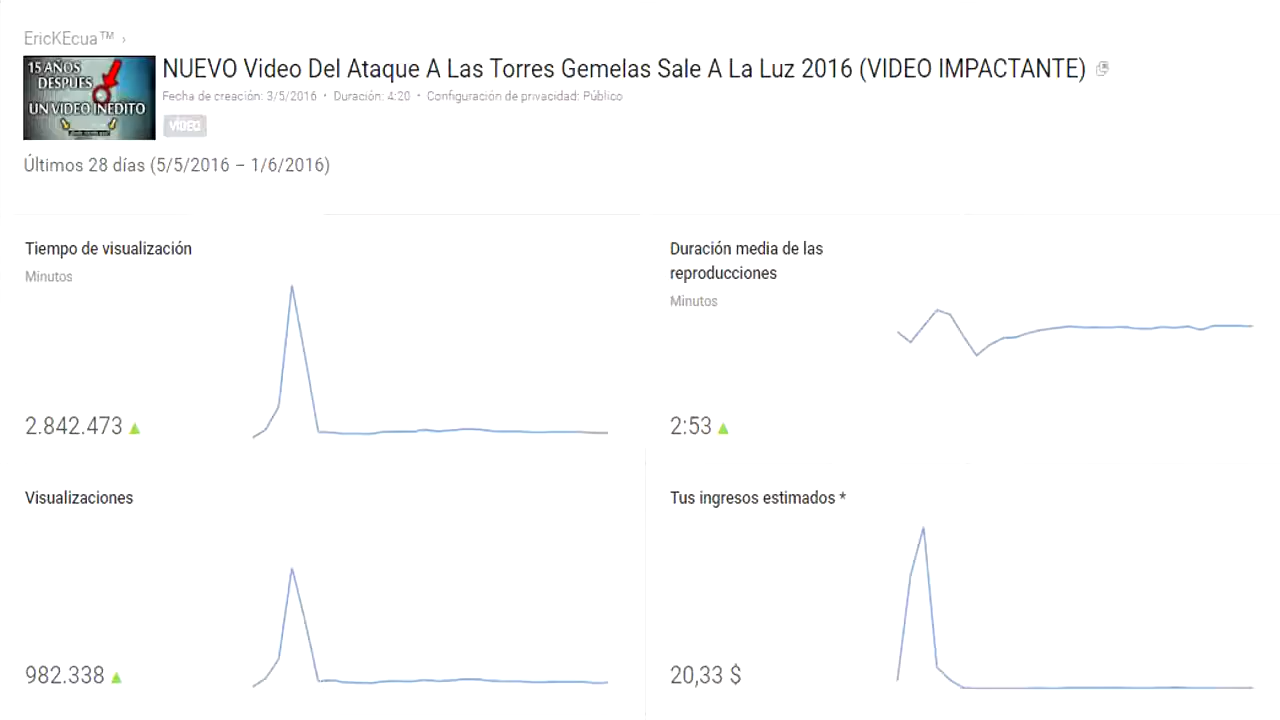 EricKEcua™ ›
15 AÑOS
DESPUES
UN VIDEO INEDITO
NUEVO Video Del Ataque A Las Torres Gemelas Sale A La Luz 2016 (VIDEO IMPACTANTE)
Fecha de creación: 3/5/2016 • Duración: 4:20 • Configuración de privacidad: Público
VÍDEO
Últimos 28 días (5/5/2016 – 1/6/2016)
Tiempo de visualización
Minutos
2.842.473
Duración media de las
reproducciones
Minutos
2:53
Visualizaciones
982.338
Tus ingresos estimados *
20,33 $